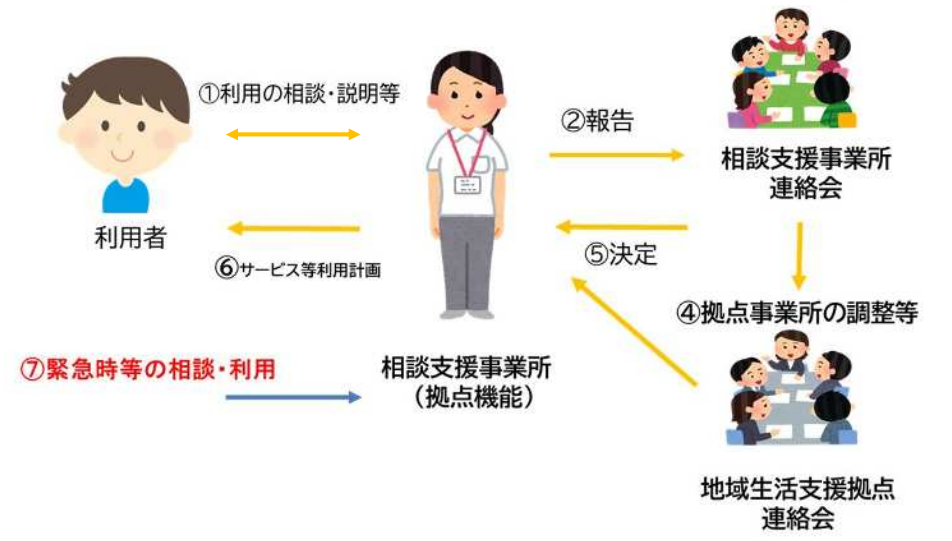 ①利用の相談・説明等
②報告
相談支援事業所
連絡会
利用者
⑤決定
⑥サービス等利用計画
④拠点事業所の調整等
⑦緊急時等の相談・利用
相談支援事業所
（拠点機能）
地域生活支援拠点
連絡会